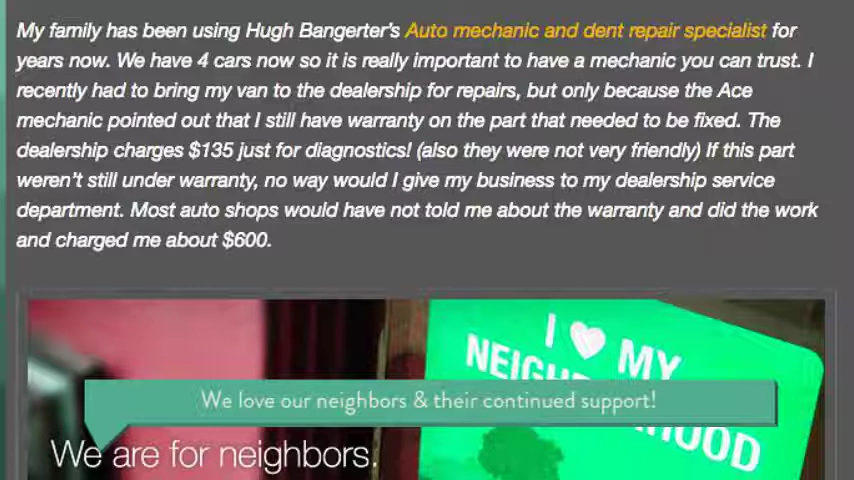 My family has been using Hugh Bangerter's Auto mechanic and dent repair specialist for
years now. We have 4 cars now so it is really important to have a mechanic you can trust. I
recently had to bring my van to the dealership for repairs, but only because the Ace
mechanic pointed out that I still have warranty on the part that needed to be fixed. The
dealership charges $135 just for diagnostics! (also they were not very friendly) If this part
weren't still under warranty, no way would I give my business to my dealership service
department. Most auto shops would have not told me about the warranty and did the work
and charged me about $600.
I ♥ MY
We love our neighbors & their continued support!
We are for neighbors.